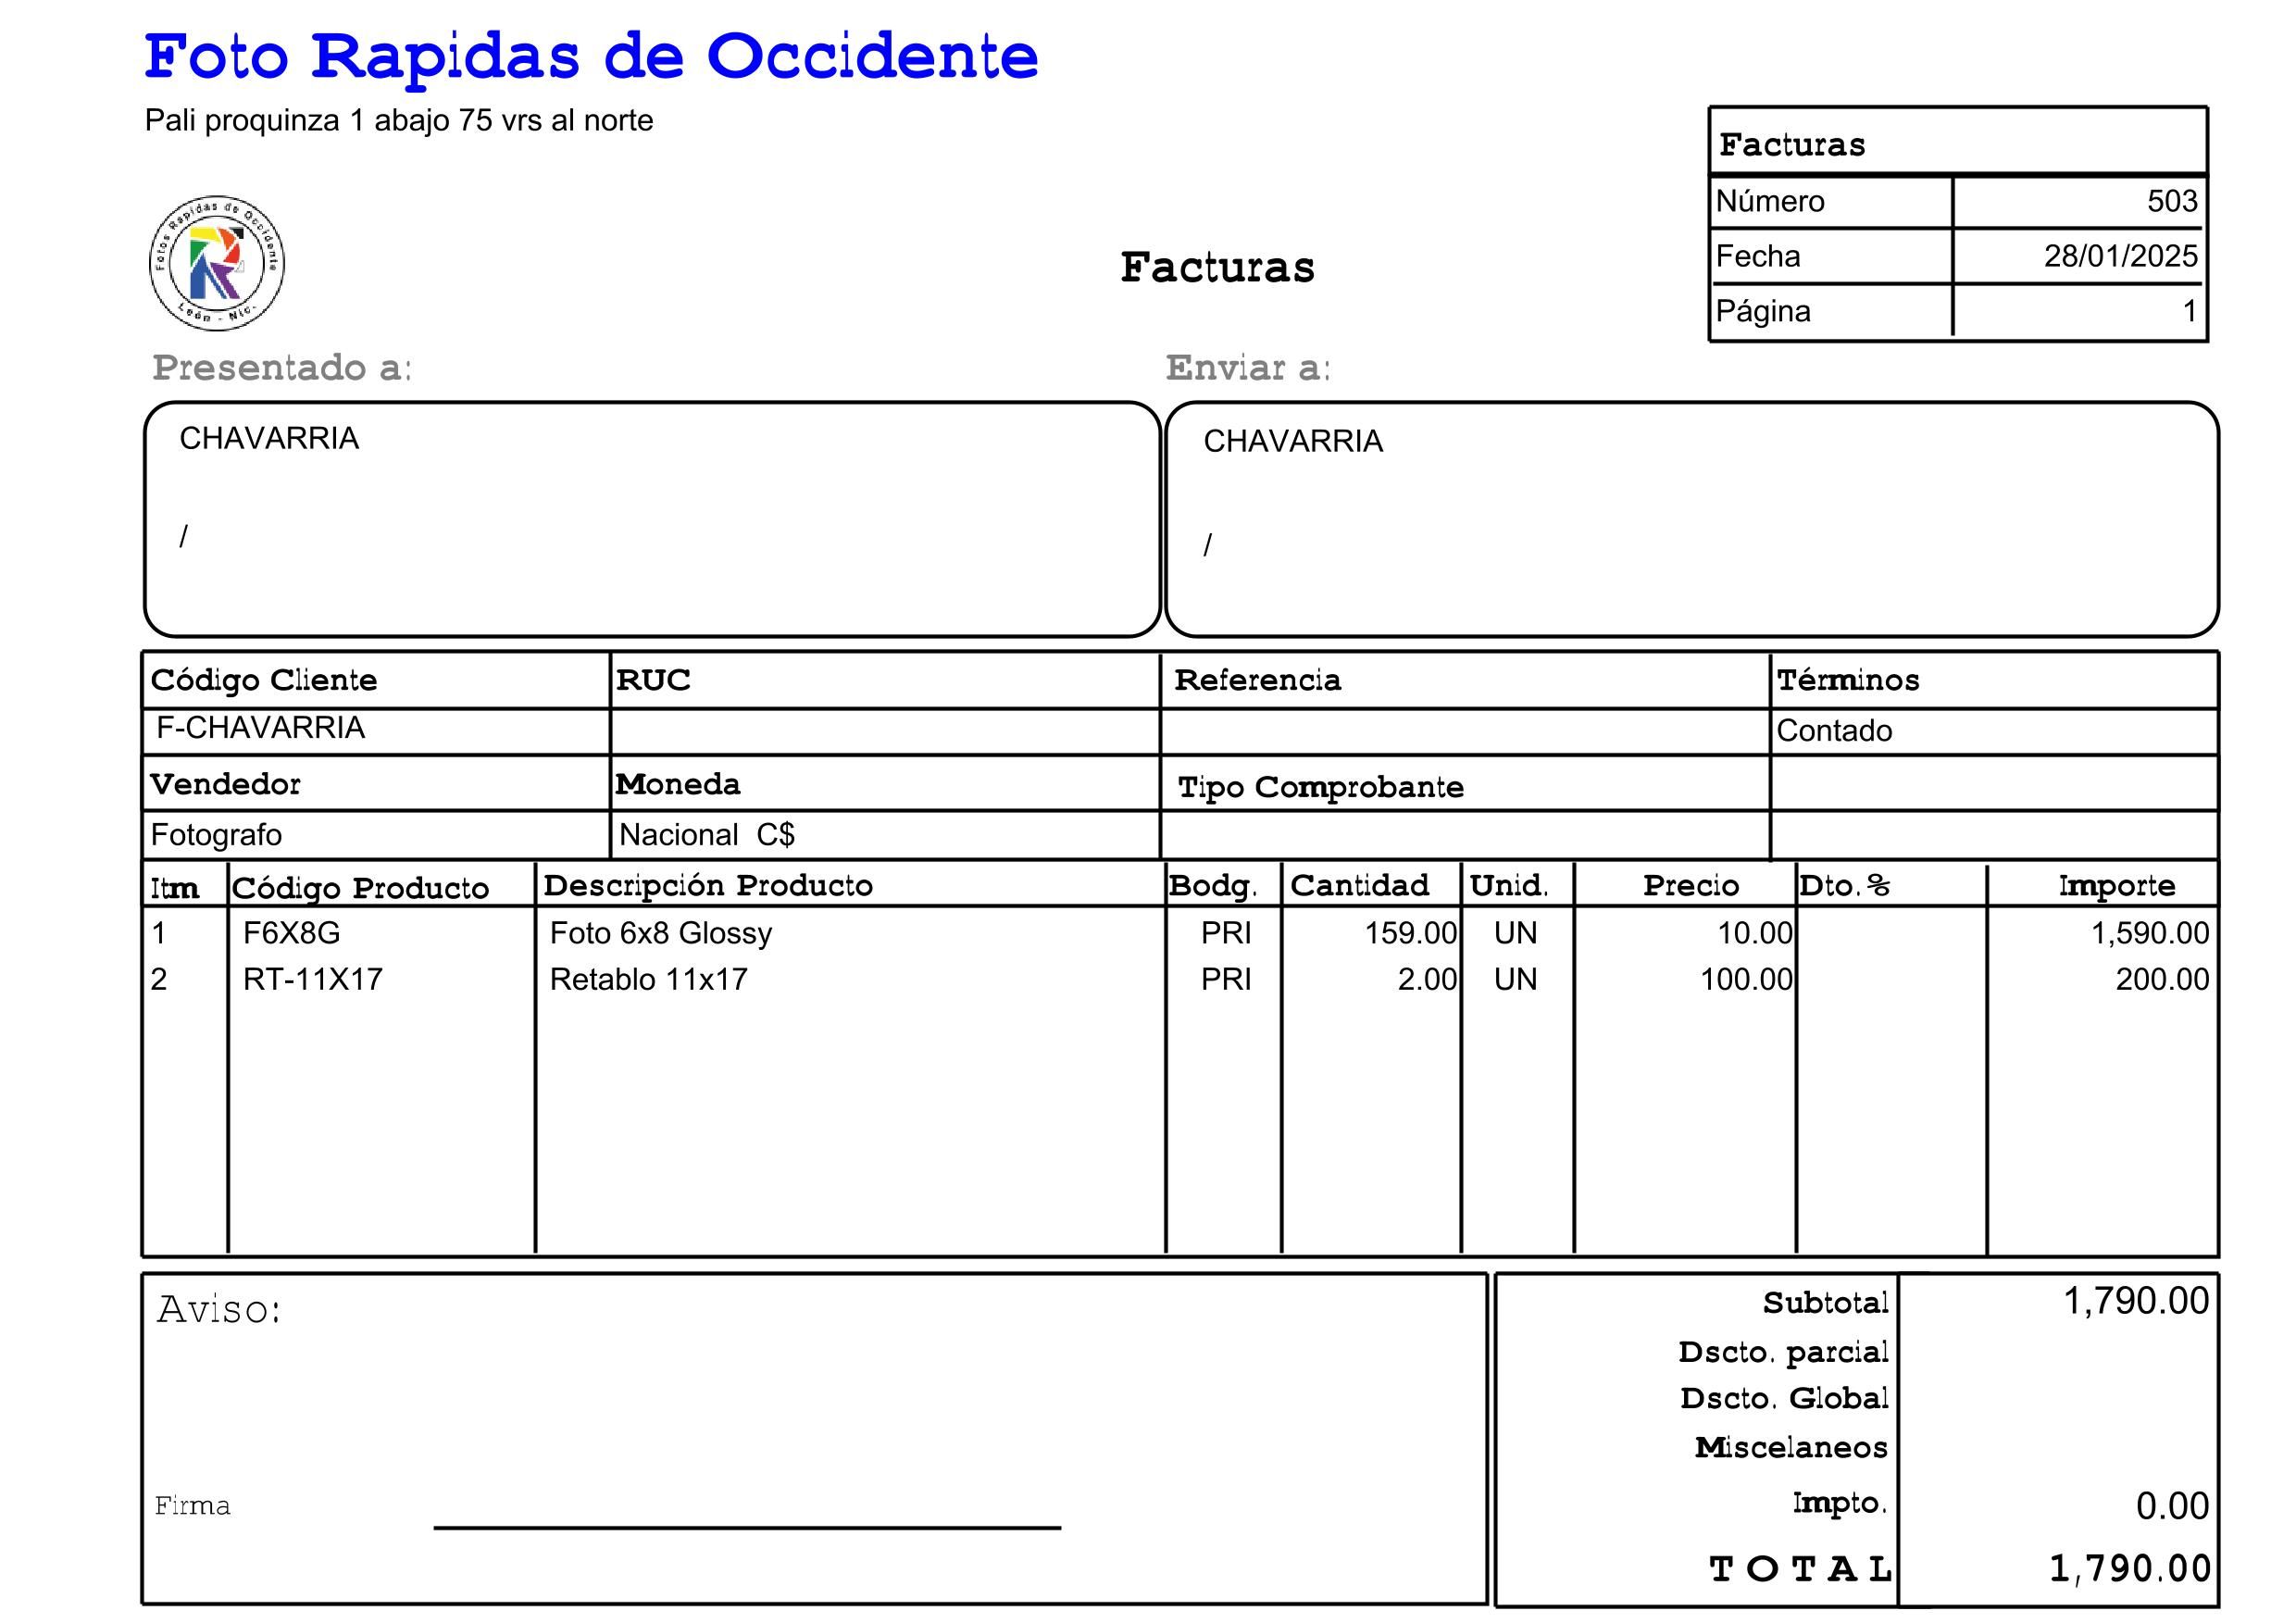 Foto Rapidas de Occidente
Pali proquinza 1 abajo 75 vrs al norte
Facturas
Número 503
Fecha 28/01/2025
Página 1
Fotos Rapidas de Occidente
León - Nic.
Facturas
Presentado a: Enviar a:
CHAVARRIA CHAVARRIA
/ /
Código Cliente RUC Referencia Términos
F-CHAVARRIA Contado
Vendedor Moneda Tipo Comprobante
Fotografo Nacional C$
Itm Código Producto Descripción Producto Bodg. Cantidad Unid. Precio Dto.% Importe
1 F6X8G Foto 6x8 Glossy PRI 159.00 UN 10.00 1,590.00
2 RT-11X17 Retablo 11x17 PRI 2.00 UN 100.00 200.00
Aviso:
Subtotal 1,790.00
Dscto. parcial
Dscto. Global
Miscelaneos
Firma
Impto. 0.00
TOTAL 1,790.00